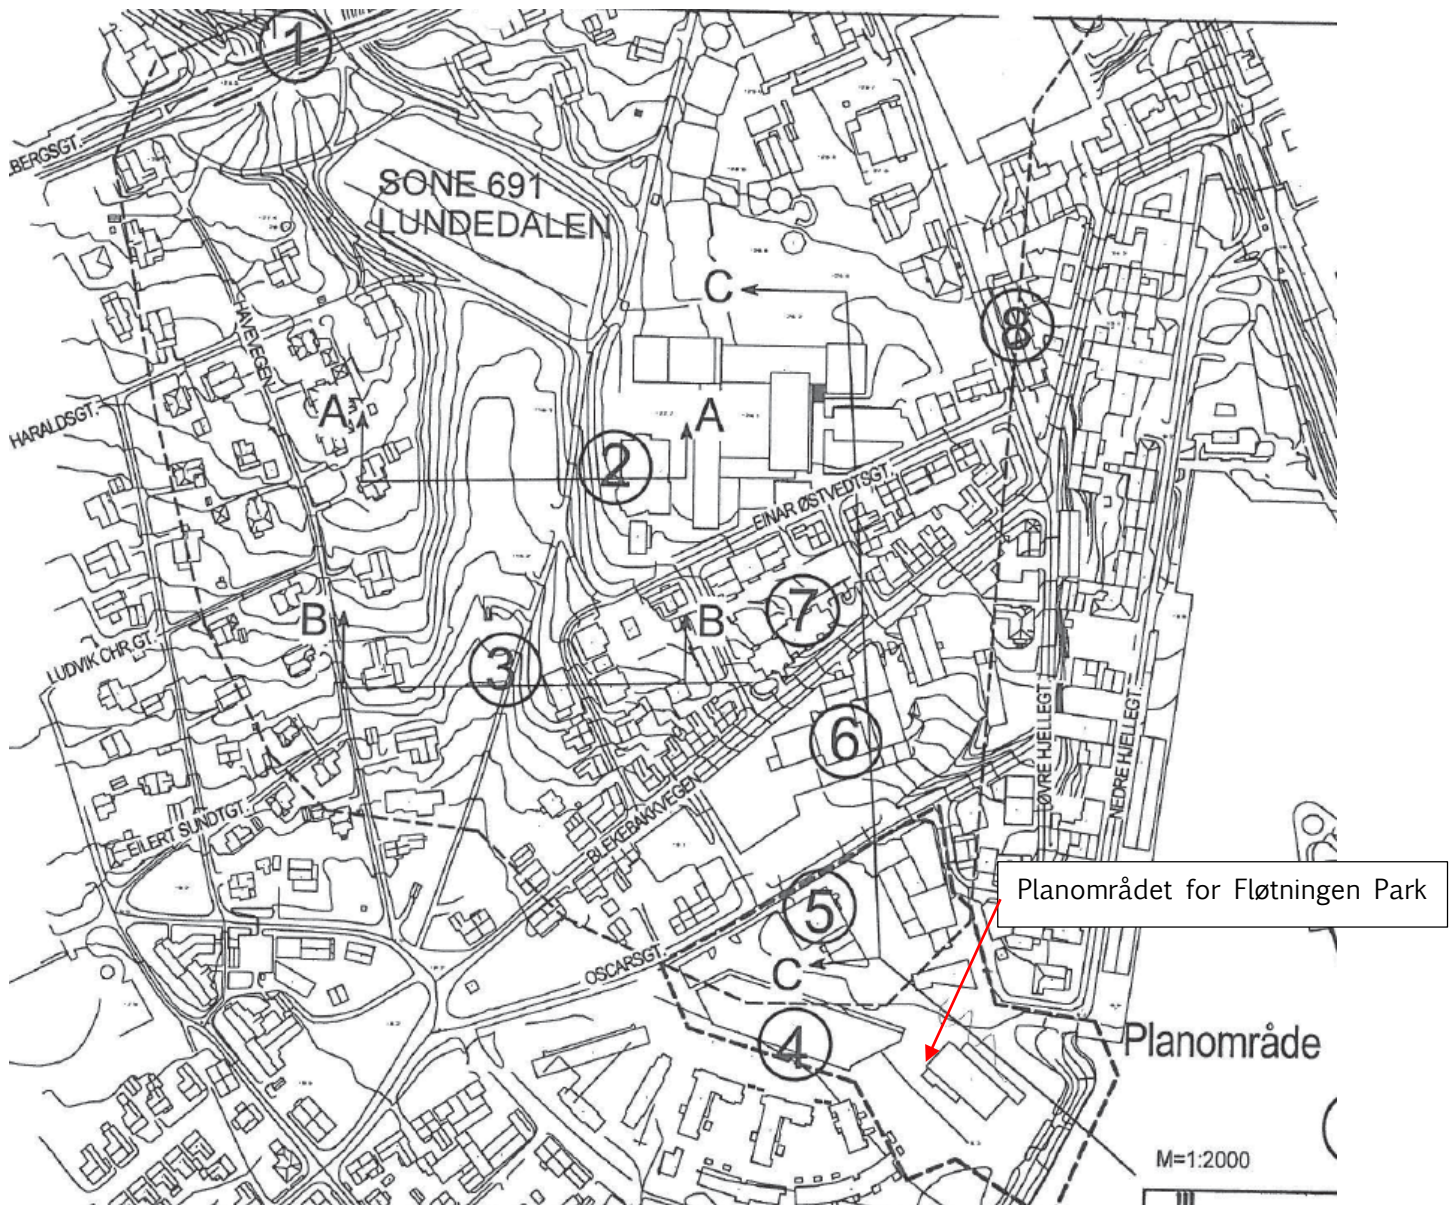 1
BERGSGT.
SONE 691
LUNDEDALEN
C
8
HAVEVEGEN
HARALDSGT.
A
A
2
EINAR ØSTVEDTSGT.
B
B
7
LUDVIK CHR.GT.
3
6
ØVRE HJELLEGT.
NEDRE HJELLEGT.
EILERT SUNDTGT.
BLEKEBAKKVEGEN
Planområdet for Fløtningen Park
5
OSCARSGT.
C
4
Planområde
M=1:2000